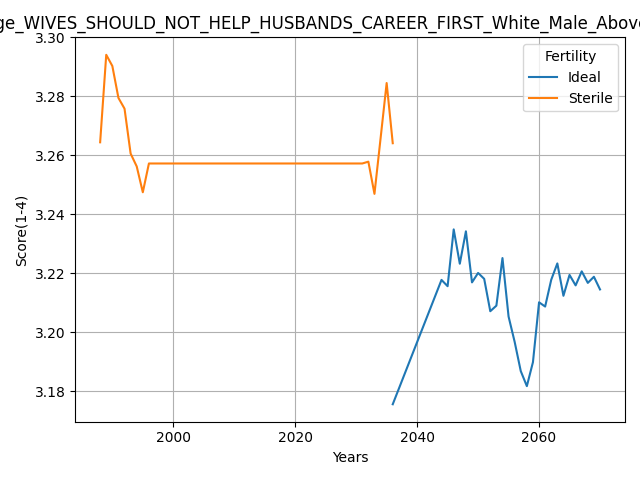 ge_WIVES_SHOULD_NOT_HELP_HUSBANDS_CAREER_FIRST_White_Male_Above
3.30
3.28
3.26
3.24
3.22
3.20
3.18
Score(1-4)
Fertility
Ideal
Sterile
2000 2020 2040 2060
Years